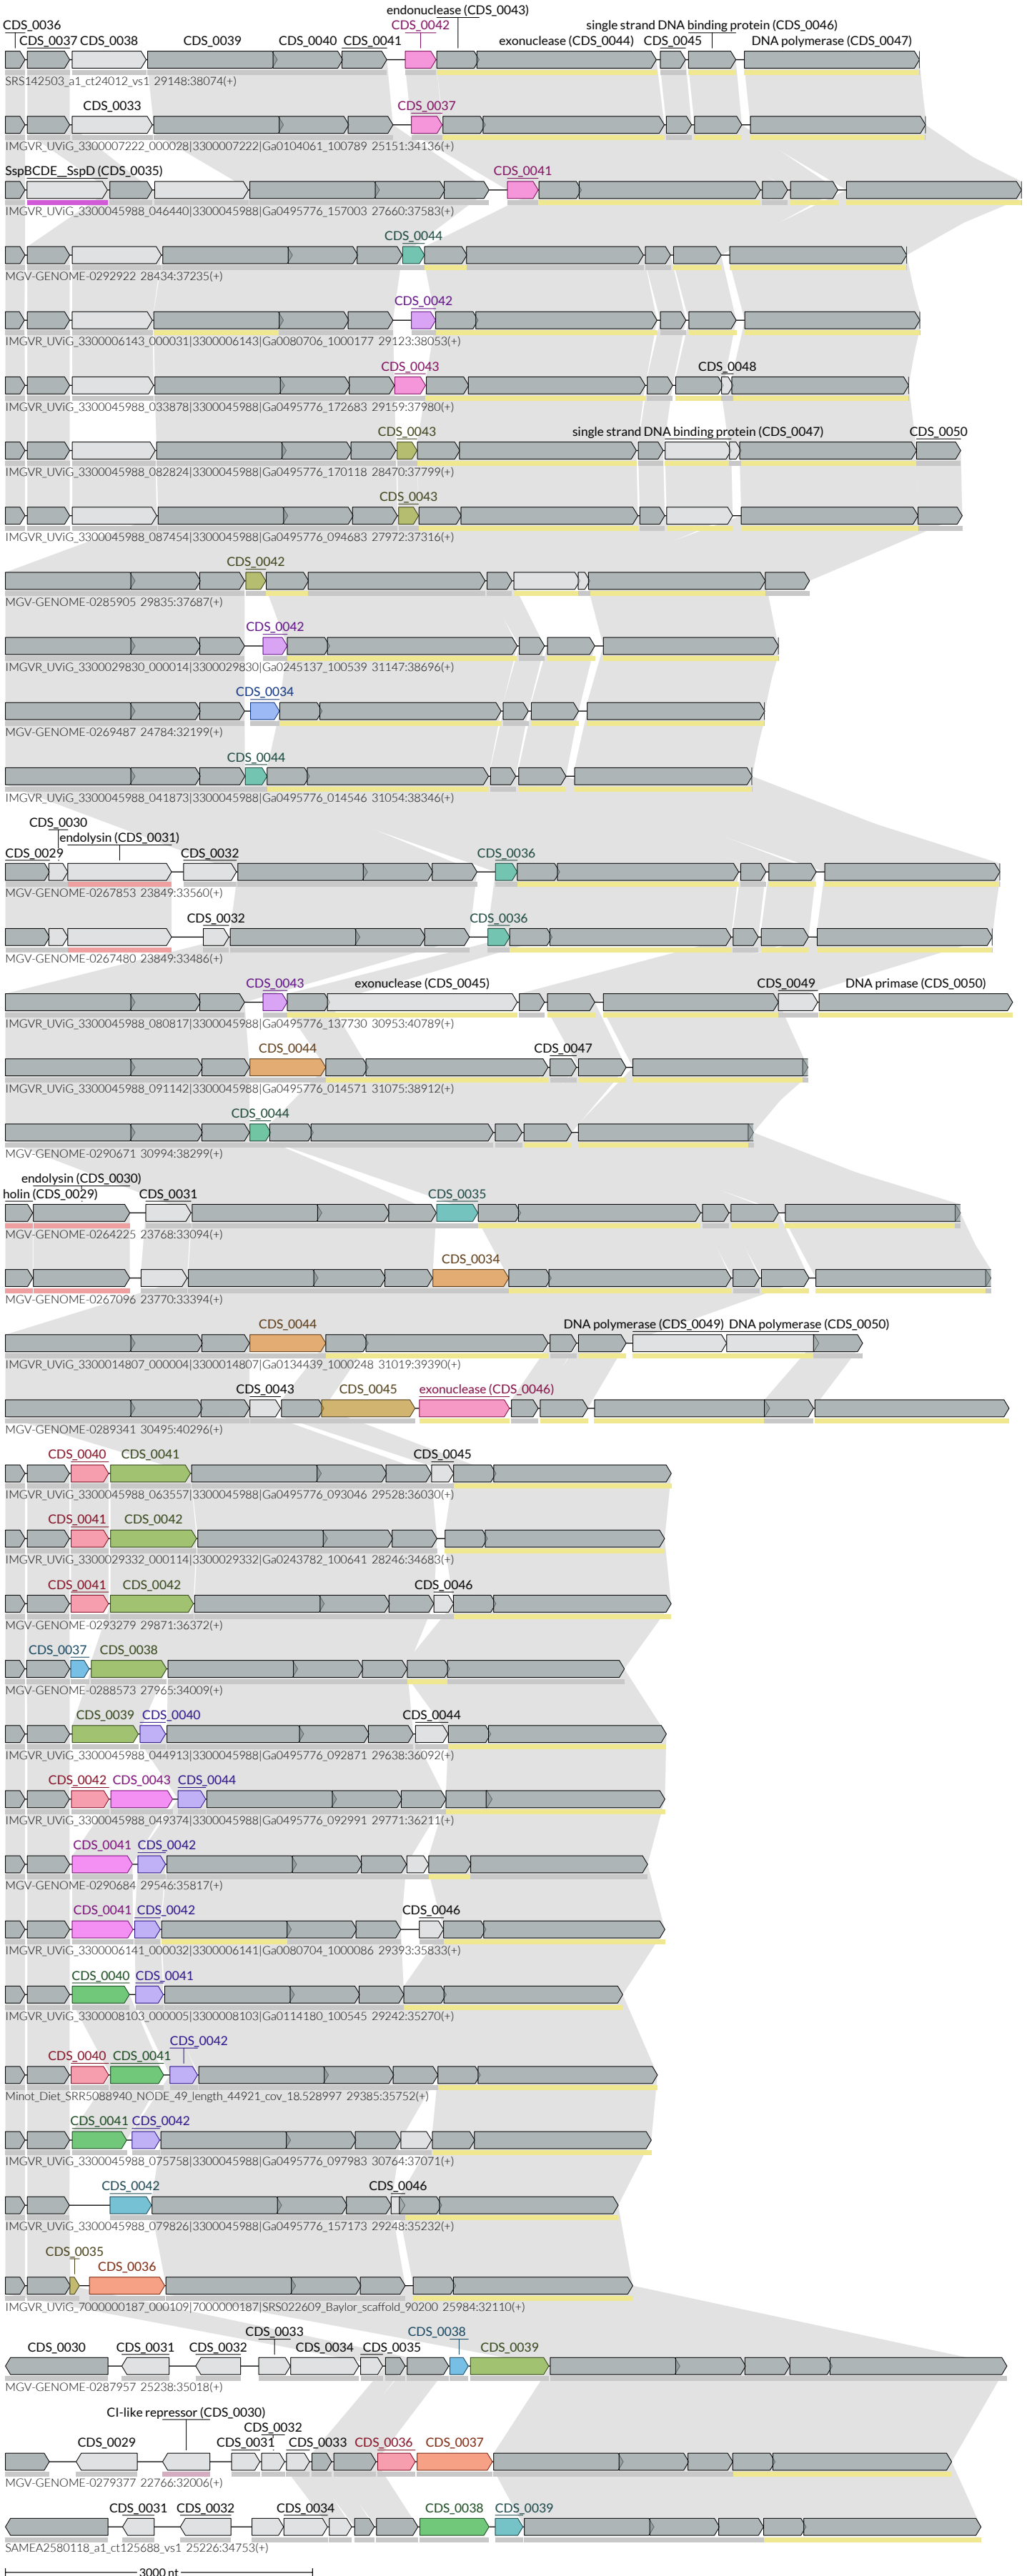 endonuclease (CDS_0043)
CDS_0036 CDS_0042 single strand DNA binding protein (CDS_0046)
CDS_0037 CDS_0038 CDS_0039 CDS_0040 CDS_0041 exonuclease (CDS_0044) CDS_0045 DNA polymerase (CDS_0047)
SRS142503_a1_ct24012_vs1 29148:38074(+)
CDS_0033 CDS_0037
IMGVR_UViG_3300007222_000028|3300007222|Ga0104061_100789 25151:34136(+)
SspBCDE__SspD (CDS_0035) CDS_0041
IMGVR_UViG_3300045988_046440|3300045988|Ga0495776_157003 27660:37583(+)
CDS_0044
MGV-GENOME-0292922 28434:37235(+)
CDS_0042
IMGVR_UViG_3300006143_000031|3300006143|Ga0080706_1000177 29123:38053(+)
CDS_0043 CDS_0048
IMGVR_UViG_3300045988_033878|3300045988|Ga0495776_172683 29159:37980(+)
CDS_0043 single strand DNA binding protein (CDS_0047) CDS_0050
IMGVR_UViG_3300045988_082824|3300045988|Ga0495776_170118 28470:37799(+)
CDS_0043
IMGVR_UViG_3300045988_087454|3300045988|Ga0495776_094683 27972:37316(+)
CDS_0042
MGV-GENOME-0285905 29835:37687(+)
CDS_0042
IMGVR_UViG_3300029830_000014|3300029830|Ga0245137_100539 31147:38696(+)
CDS_0034
MGV-GENOME-0269487 24784:32199(+)
CDS_0044
IMGVR_UViG_3300045988_041873|3300045988|Ga0495776_014546 31054:38346(+)
CDS_0030
endolysin (CDS_0031)
CDS_0029 CDS_0032 CDS_0036
MGV-GENOME-0267853 23849:33560(+)
CDS_0032 CDS_0036
MGV-GENOME-0267480 23849:33486(+)
CDS_0043 exonuclease (CDS_0045) CDS_0049 DNA primase (CDS_0050)
IMGVR_UViG_3300045988_080817|3300045988|Ga0495776_137730 30953:40789(+)
CDS_0044 CDS_0047
IMGVR_UViG_3300045988_091142|3300045988|Ga0495776_014571 31075:38912(+)
CDS_0044
MGV-GENOME-0290671 30994:38299(+)
endolysin (CDS_0030)
holin (CDS_0029) CDS_0031 CDS_0035
MGV-GENOME-0264225 23768:33094(+)
CDS_0034
MGV-GENOME-0267096 23770:33394(+)
CDS_0044 DNA polymerase (CDS_0049) DNA polymerase (CDS_0050)
IMGVR_UViG_3300014807_000004|3300014807|Ga0134439_1000248 31019:39390(+)
CDS_0043 CDS_0045 exonuclease (CDS_0046)
MGV-GENOME-0289341 30495:40296(+)
CDS_0040 CDS_0041 CDS_0045
IMGVR_UViG_3300045988_063557|3300045988|Ga0495776_093046 29528:36030(+)
CDS_0041 CDS_0042
IMGVR_UViG_3300029332_000114|3300029332|Ga0243782_100641 28246:34683(+)
CDS_0041 CDS_0042 CDS_0046
MGV-GENOME-0293279 29871:36372(+)
CDS_0037 CDS_0038
MGV-GENOME-0288573 27965:34009(+)
CDS_0039 CDS_0040 CDS_0044
IMGVR_UViG_3300045988_044913|3300045988|Ga0495776_092871 29638:36092(+)
CDS_0042 CDS_0043 CDS_0044
IMGVR_UViG_3300045988_049374|3300045988|Ga0495776_092991 29771:36211(+)
CDS_0041 CDS_0042
MGV-GENOME-0290684 29546:35817(+)
CDS_0041 CDS_0042 CDS_0046
IMGVR_UViG_3300006141_000032|3300006141|Ga0080704_1000086 29393:35833(+)
CDS_0040 CDS_0041
IMGVR_UViG_3300008103_000005|3300008103|Ga0114180_100545 29242:35270(+)
CDS_0042
CDS_0040 CDS_0041
Minot_Diet_SRR5088940_NODE_49_length_44921_cov_18.528997 29385:35752(+)
CDS_0041 CDS_0042
IMGVR_UViG_3300045988_075758|3300045988|Ga0495776_097983 30764:37071(+)
CDS_0042 CDS_0046
IMGVR_UViG_3300045988_079826|3300045988|Ga0495776_157173 29248:35232(+)
CDS_0035
CDS_0036
IMGVR_UViG_7000000187_000109|7000000187|SRS022609_Baylor_scaffold_90200 25984:32110(+)
CDS_0033 CDS_0038
CDS_0030 CDS_0031 CDS_0032 CDS_0034 CDS_0035 CDS_0039
MGV-GENOME-0287957 25238:35018(+)
CI-like repressor (CDS_0030)
CDS_0032
CDS_0029 CDS_0031 CDS_0033 CDS_0036 CDS_0037
MGV-GENOME-0279377 22766:32006(+)
CDS_0031 CDS_0032 CDS_0034 CDS_0038 CDS_0039
SAMEA2580118_a1_ct125688_vs1 25226:34753(+)
3000 nt